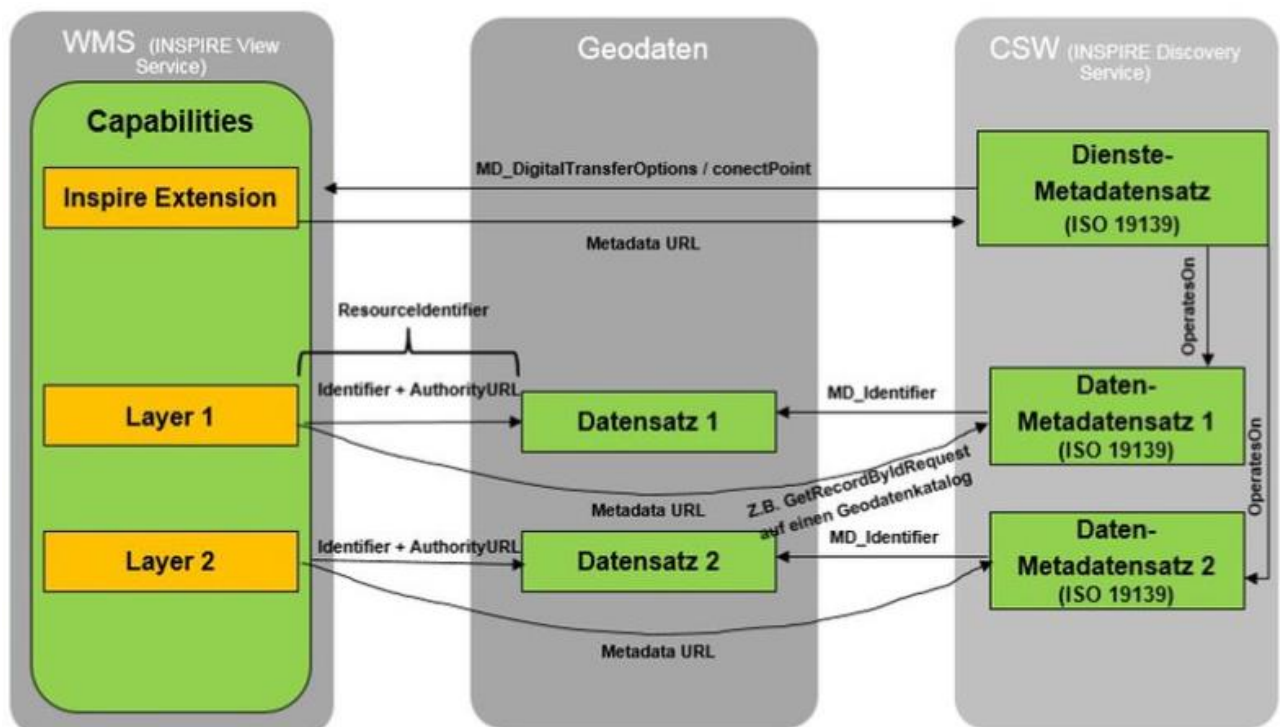 WMS (INSPIRE View
Service)
Geodaten
CSW (INSPIRE Discovery
Service)
Capabilities
Inspire Extension
MD_DigitalTransferOptions / conectPoint
Metadata URL
Dienste-
Metadatensatz
(ISO 19139)
OperatesOn
OperatesOn
ResourceIdentifier
Identifier + AuthorityURL
Layer 1
Datensatz 1
MD_Identifier
Daten-
Metadatensatz 1
(ISO 19139)
Metadata URL
Z.B. GetRecordByIdRequest
auf einen Geodatenkatalog
Identifier + AuthorityURL
Layer 2
Datensatz 2
MD_Identifier
Daten-
Metadatensatz 2
(ISO 19139)
Metadata URL